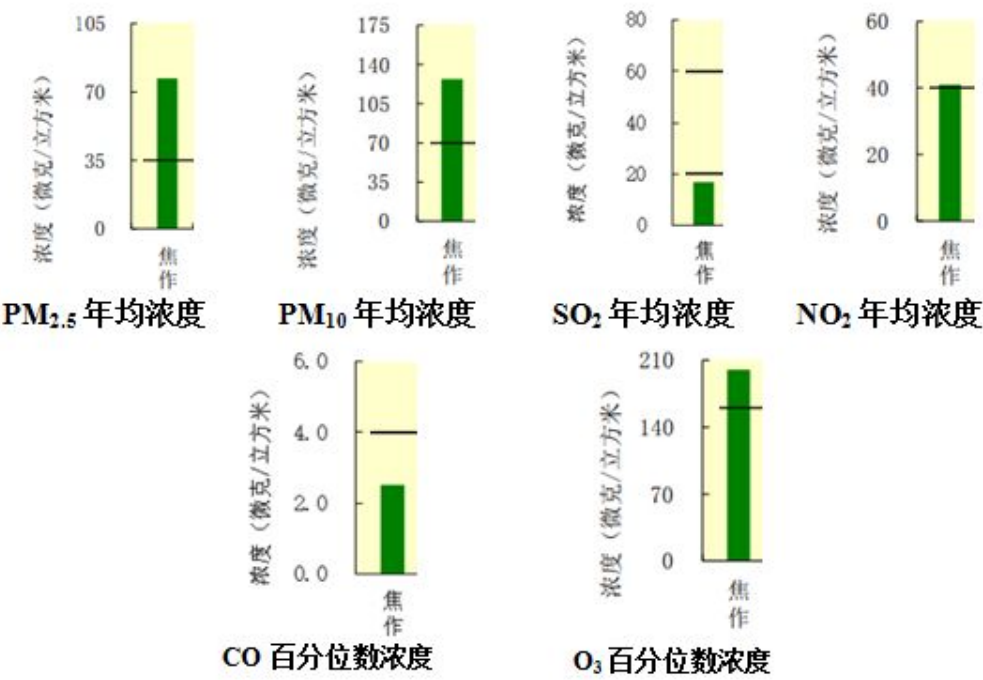 105
70
35
0
浓度（微克/立方米）
焦作
PM2.5 年均浓度
175
140
105
70
35
0
浓度（微克/立方米）
焦作
PM10 年均浓度
80
60
40
20
0
浓度（微克/立方米）
焦作
SO2 年均浓度
60
40
20
0
浓度（微克/立方米）
焦作
NO2 年均浓度
6.0
4.0
2.0
0.0
浓度（微克/立方米）
焦作
CO 百分位数浓度
210
140
70
0
浓度（微克/立方米）
焦作
O3 百分位数浓度